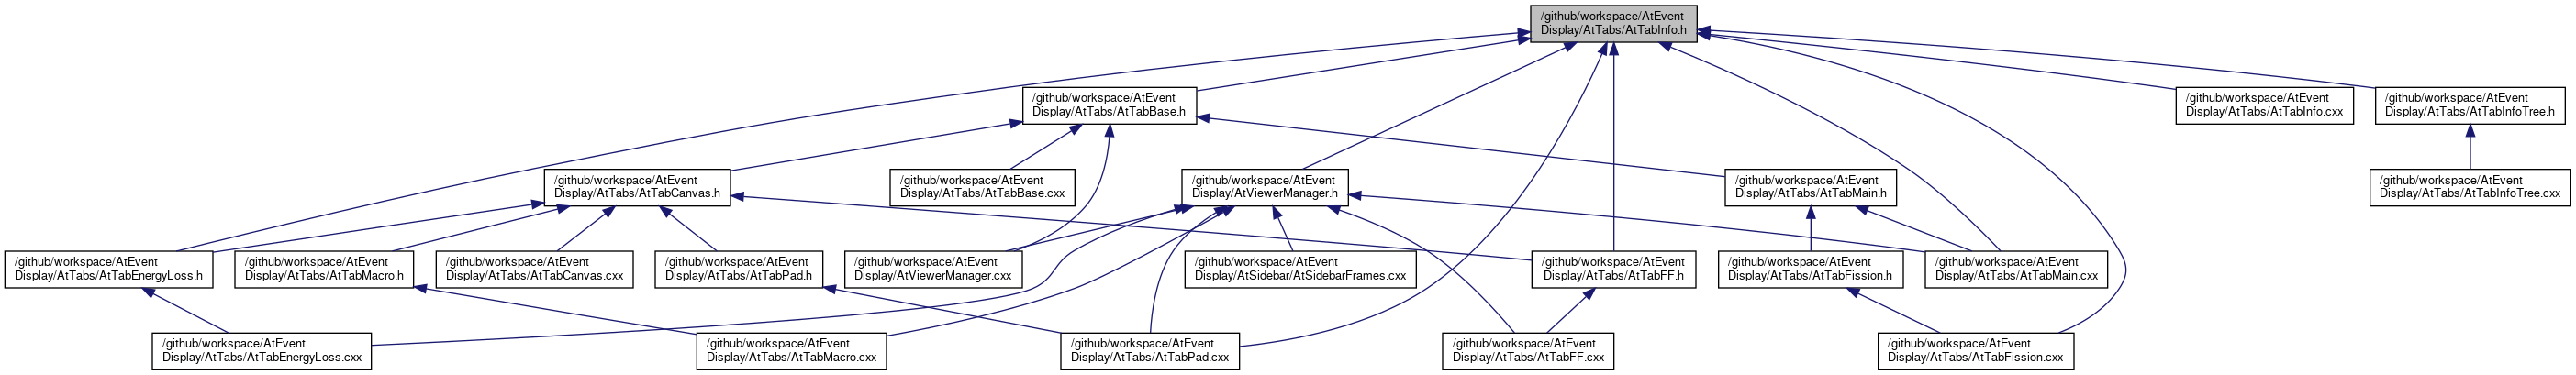 /github/workspace/AtEvent
Display/AtTabs/AtTabInfo.h
/github/workspace/AtEvent
Display/AtTabs/AtTabBase.h
/github/workspace/AtEvent
Display/AtTabs/AtTabInfo.cxx
/github/workspace/AtEvent
Display/AtTabs/AtTabInfoTree.h
/github/workspace/AtEvent
Display/AtTabs/AtTabCanvas.h
/github/workspace/AtEvent
Display/AtTabs/AtTabBase.cxx
/github/workspace/AtEvent
Display/AtViewerManager.h
/github/workspace/AtEvent
Display/AtTabs/AtTabMain.h
/github/workspace/AtEvent
Display/AtTabs/AtTabInfoTree.cxx
/github/workspace/AtEvent
Display/AtTabs/AtTabEnergyLoss.h
/github/workspace/AtEvent
Display/AtTabs/AtTabMacro.h
/github/workspace/AtEvent
Display/AtTabs/AtTabCanvas.cxx
/github/workspace/AtEvent
Display/AtTabs/AtTabPad.h
/github/workspace/AtEvent
Display/AtViewerManager.cxx
/github/workspace/AtEvent
Display/AtSidebar/AtSidebarFrames.cxx
/github/workspace/AtEvent
Display/AtTabs/AtTabFF.h
/github/workspace/AtEvent
Display/AtTabs/AtTabFission.h
/github/workspace/AtEvent
Display/AtTabs/AtTabMain.cxx
/github/workspace/AtEvent
Display/AtTabs/AtTabEnergyLoss.cxx
/github/workspace/AtEvent
Display/AtTabs/AtTabMacro.cxx
/github/workspace/AtEvent
Display/AtTabs/AtTabPad.cxx
/github/workspace/AtEvent
Display/AtTabs/AtTabFF.cxx
/github/workspace/AtEvent
Display/AtTabs/AtTabFission.cxx